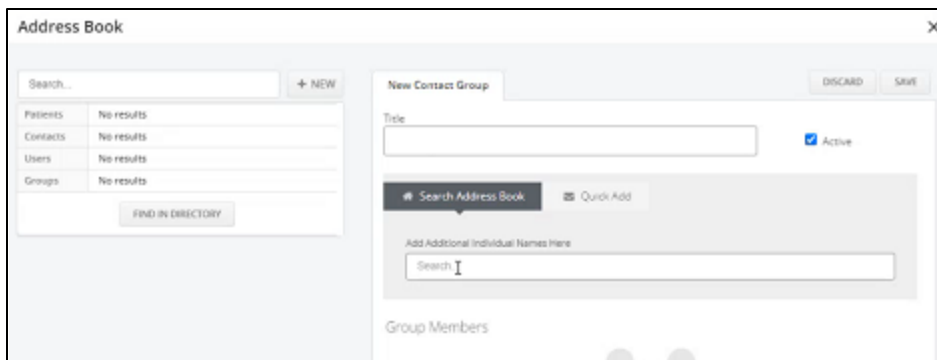 Address Book
Search...
+ NEW
Patients No results
Contacts No results
Users No results
Groups No results
FIND IN DIRECTORY
New Contact Group
DISCARD
SAVE
Title
Active
Search Address Book
Quick Add
Add Additional Individual Names Here
Search
Group Members